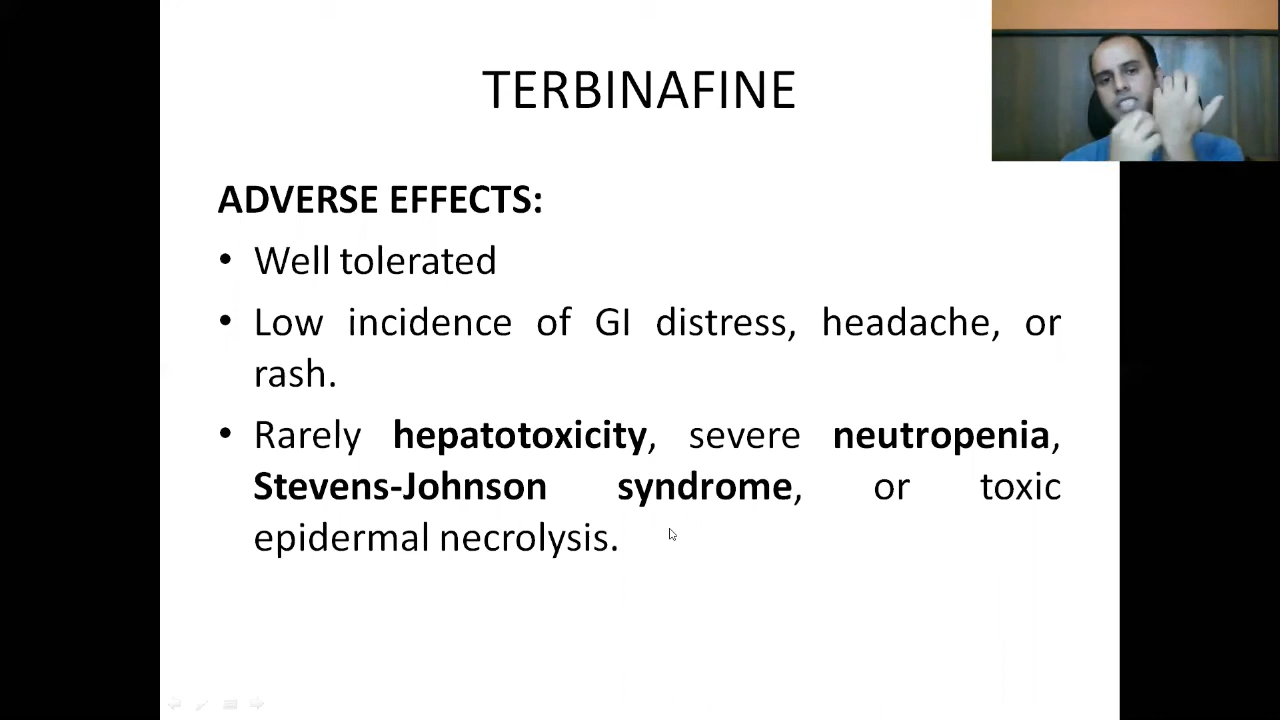 TERBINAFINE
ADVERSE EFFECTS:
• Well tolerated
• Low incidence of GI distress, headache, or
rash.
• Rarely hepatotoxicity, severe neutropenia,
Stevens-Johnson syndrome, or toxic
epidermal necrolysis.